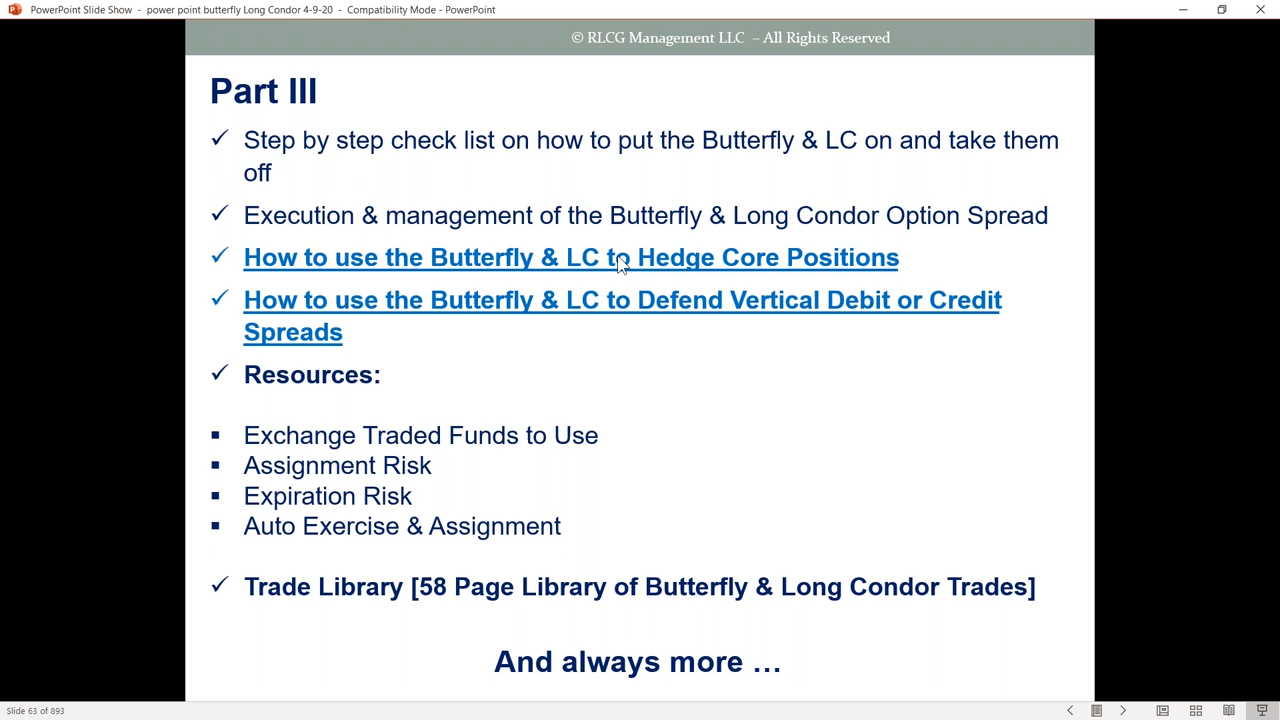 PowerPoint Slide Show - power point butterfly Long Condor 4-9-20 - Compatibility Mode - PowerPoint
© RLCG Management LLC – All Rights Reserved
Part III
✓ Step by step check list on how to put the Butterfly & LC on and take them
off
✓ Execution & management of the Butterfly & Long Condor Option Spread
✓ How to use the Butterfly & LC to Hedge Core Positions
✓ How to use the Butterfly & LC to Defend Vertical Debit or Credit
Spreads
✓ Resources:
▪ Exchange Traded Funds to Use
▪ Assignment Risk
▪ Expiration Risk
▪ Auto Exercise & Assignment
✓ Trade Library [58 Page Library of Butterfly & Long Condor Trades]
And always more …
Slide 63 of 893